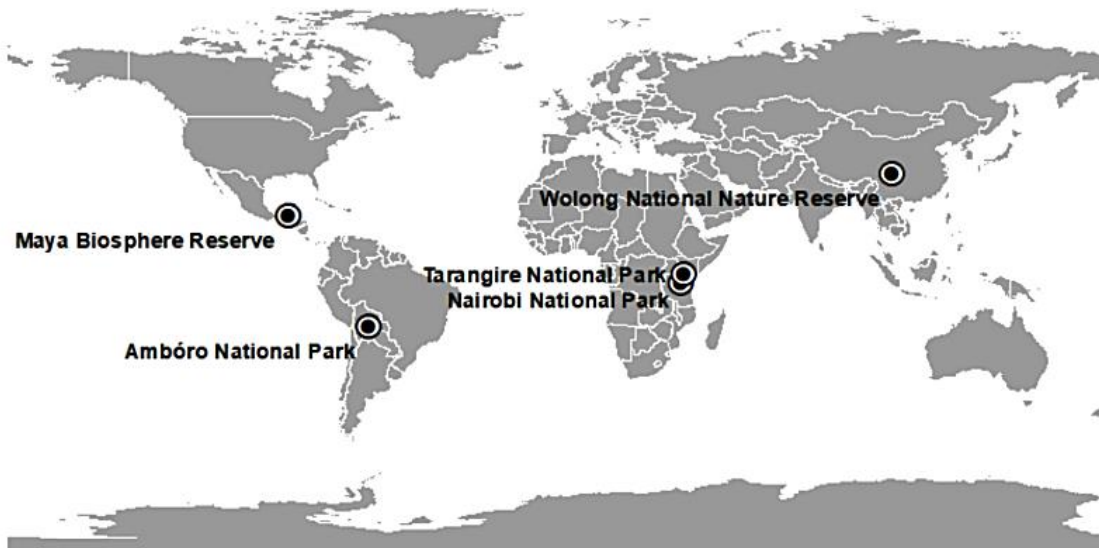 Wolong National Nature Reserve
Maya Biosphere Reserve
Tarangire National Park
Nairobi National Park
Ambóro National Park